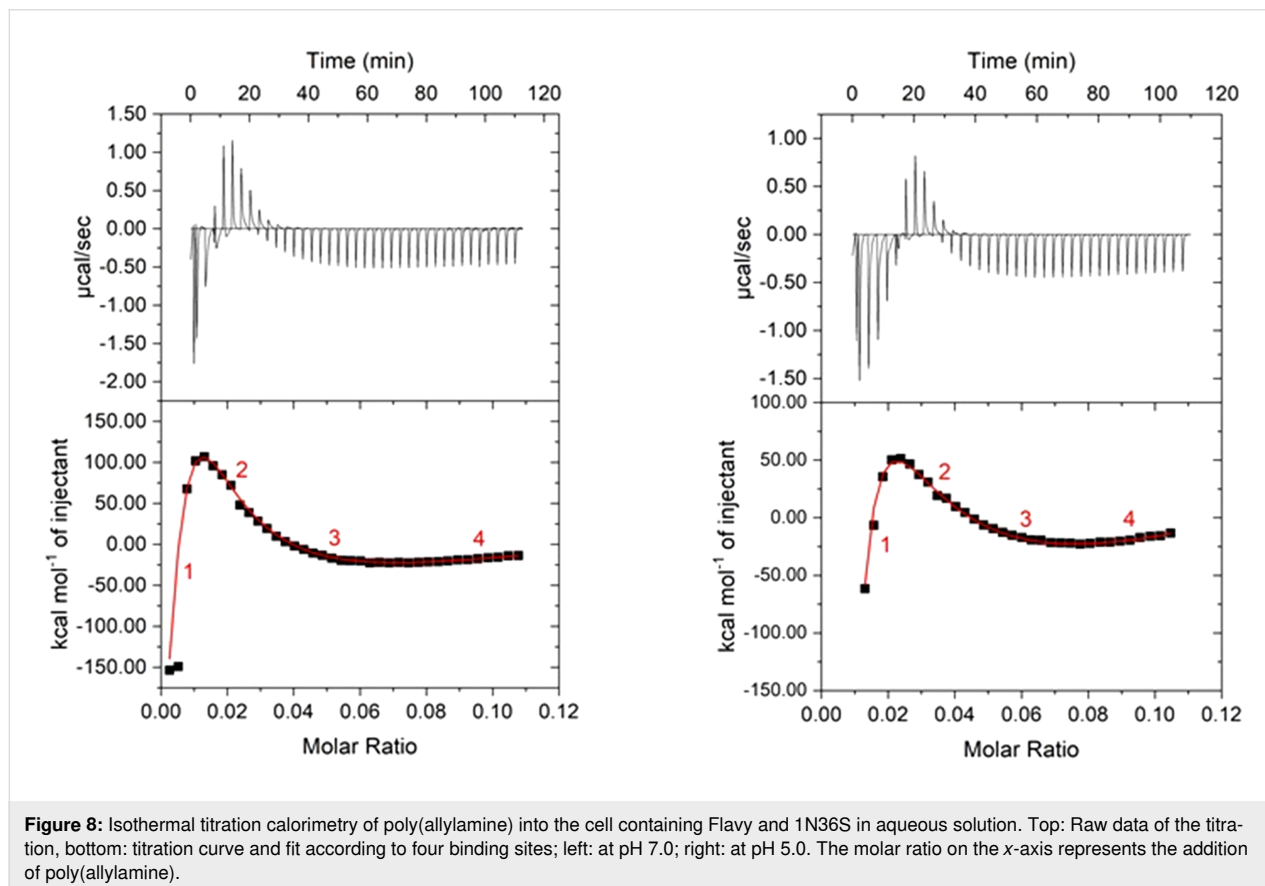 Time (min)
0 20 40 60 80 100 120
1.50
1.00
0.50
0.00
-0.50
-1.00
-1.50
-2.00
µcal/sec
150.00
100.00
50.00
0.00
-50.00
-100.00
-150.00
kcal mol⁻¹ of injectant
1
2
3
4
0.00 0.02 0.04 0.06 0.08 0.10 0.12
Molar Ratio
Time (min)
0 20 40 60 80 100 120
1.00
0.50
0.00
-0.50
-1.00
-1.50
µcal/sec
100.00
50.00
0.00
-50.00
-100.00
-150.00
kcal mol⁻¹ of injectant
1
2
3
4
0.00 0.02 0.04 0.06 0.08 0.10 0.12
Molar Ratio
Figure 8: Isothermal titration calorimetry of poly(allylamine) into the cell containing Flavy and 1N36S in aqueous solution. Top: Raw data of the titra-
tion, bottom: titration curve and fit according to four binding sites; left: at pH 7.0; right: at pH 5.0. The molar ratio on the x-axis represents the addition
of poly(allylamine).